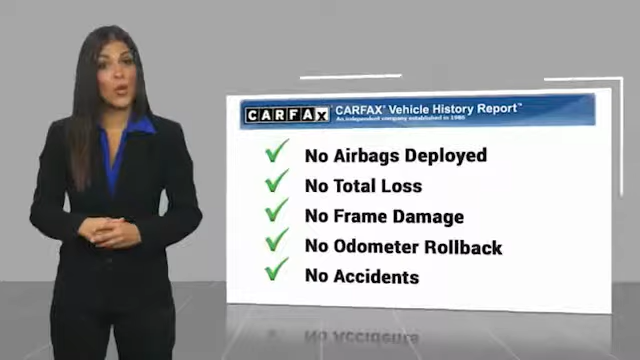 CARFAX CARFAX Vehicle History Report™
An independent company established in 1986
No Airbags Deployed
No Total Loss
No Frame Damage
No Odometer Rollback
No Accidents